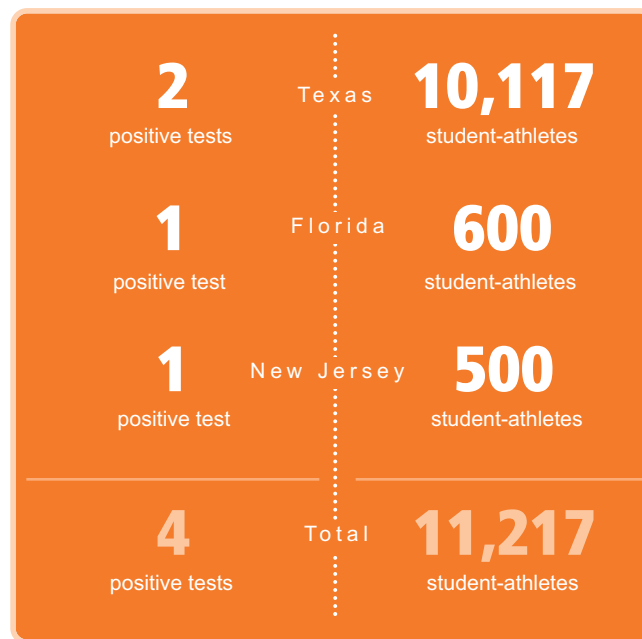 2 Texas 10,117
positive tests student-athletes
1 Florida 600
positive test student-athletes
1 New Jersey 500
positive test student-athletes
4 Total 11,217
positive tests student-athletes